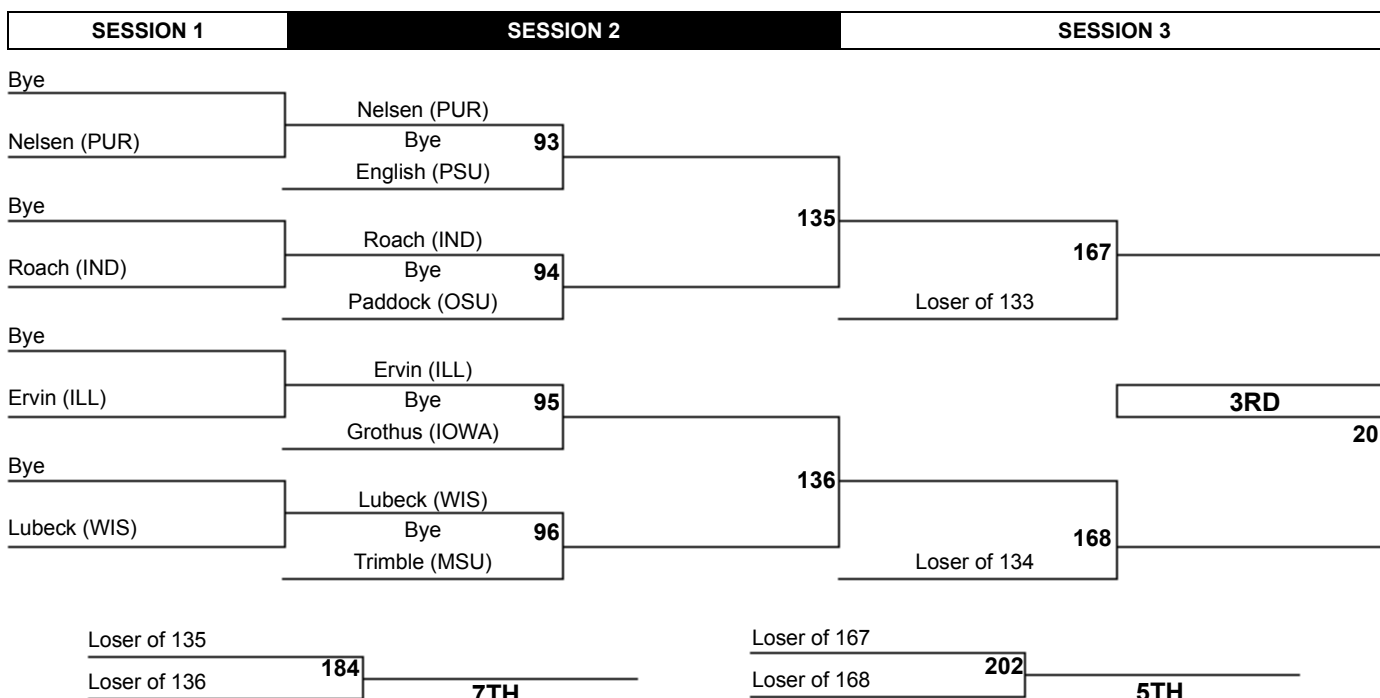 SESSION 1 SESSION 2 SESSION 3
Bye
Nelsen (PUR)
Nelsen (PUR)
Bye 93
English (PSU)
Bye
135
Roach (IND)
Roach (IND)
167
Bye 94
Paddock (OSU)
Loser of 133
Bye
Ervin (ILL)
Ervin (ILL)
Bye 95
3RD
Grothus (IOWA)
20
Bye
136
Lubeck (WIS)
Lubeck (WIS)
Bye 96
168
Trimble (MSU)
Loser of 134
Loser of 135
184
Loser of 136
7TH
Loser of 167
202
Loser of 168
5TH